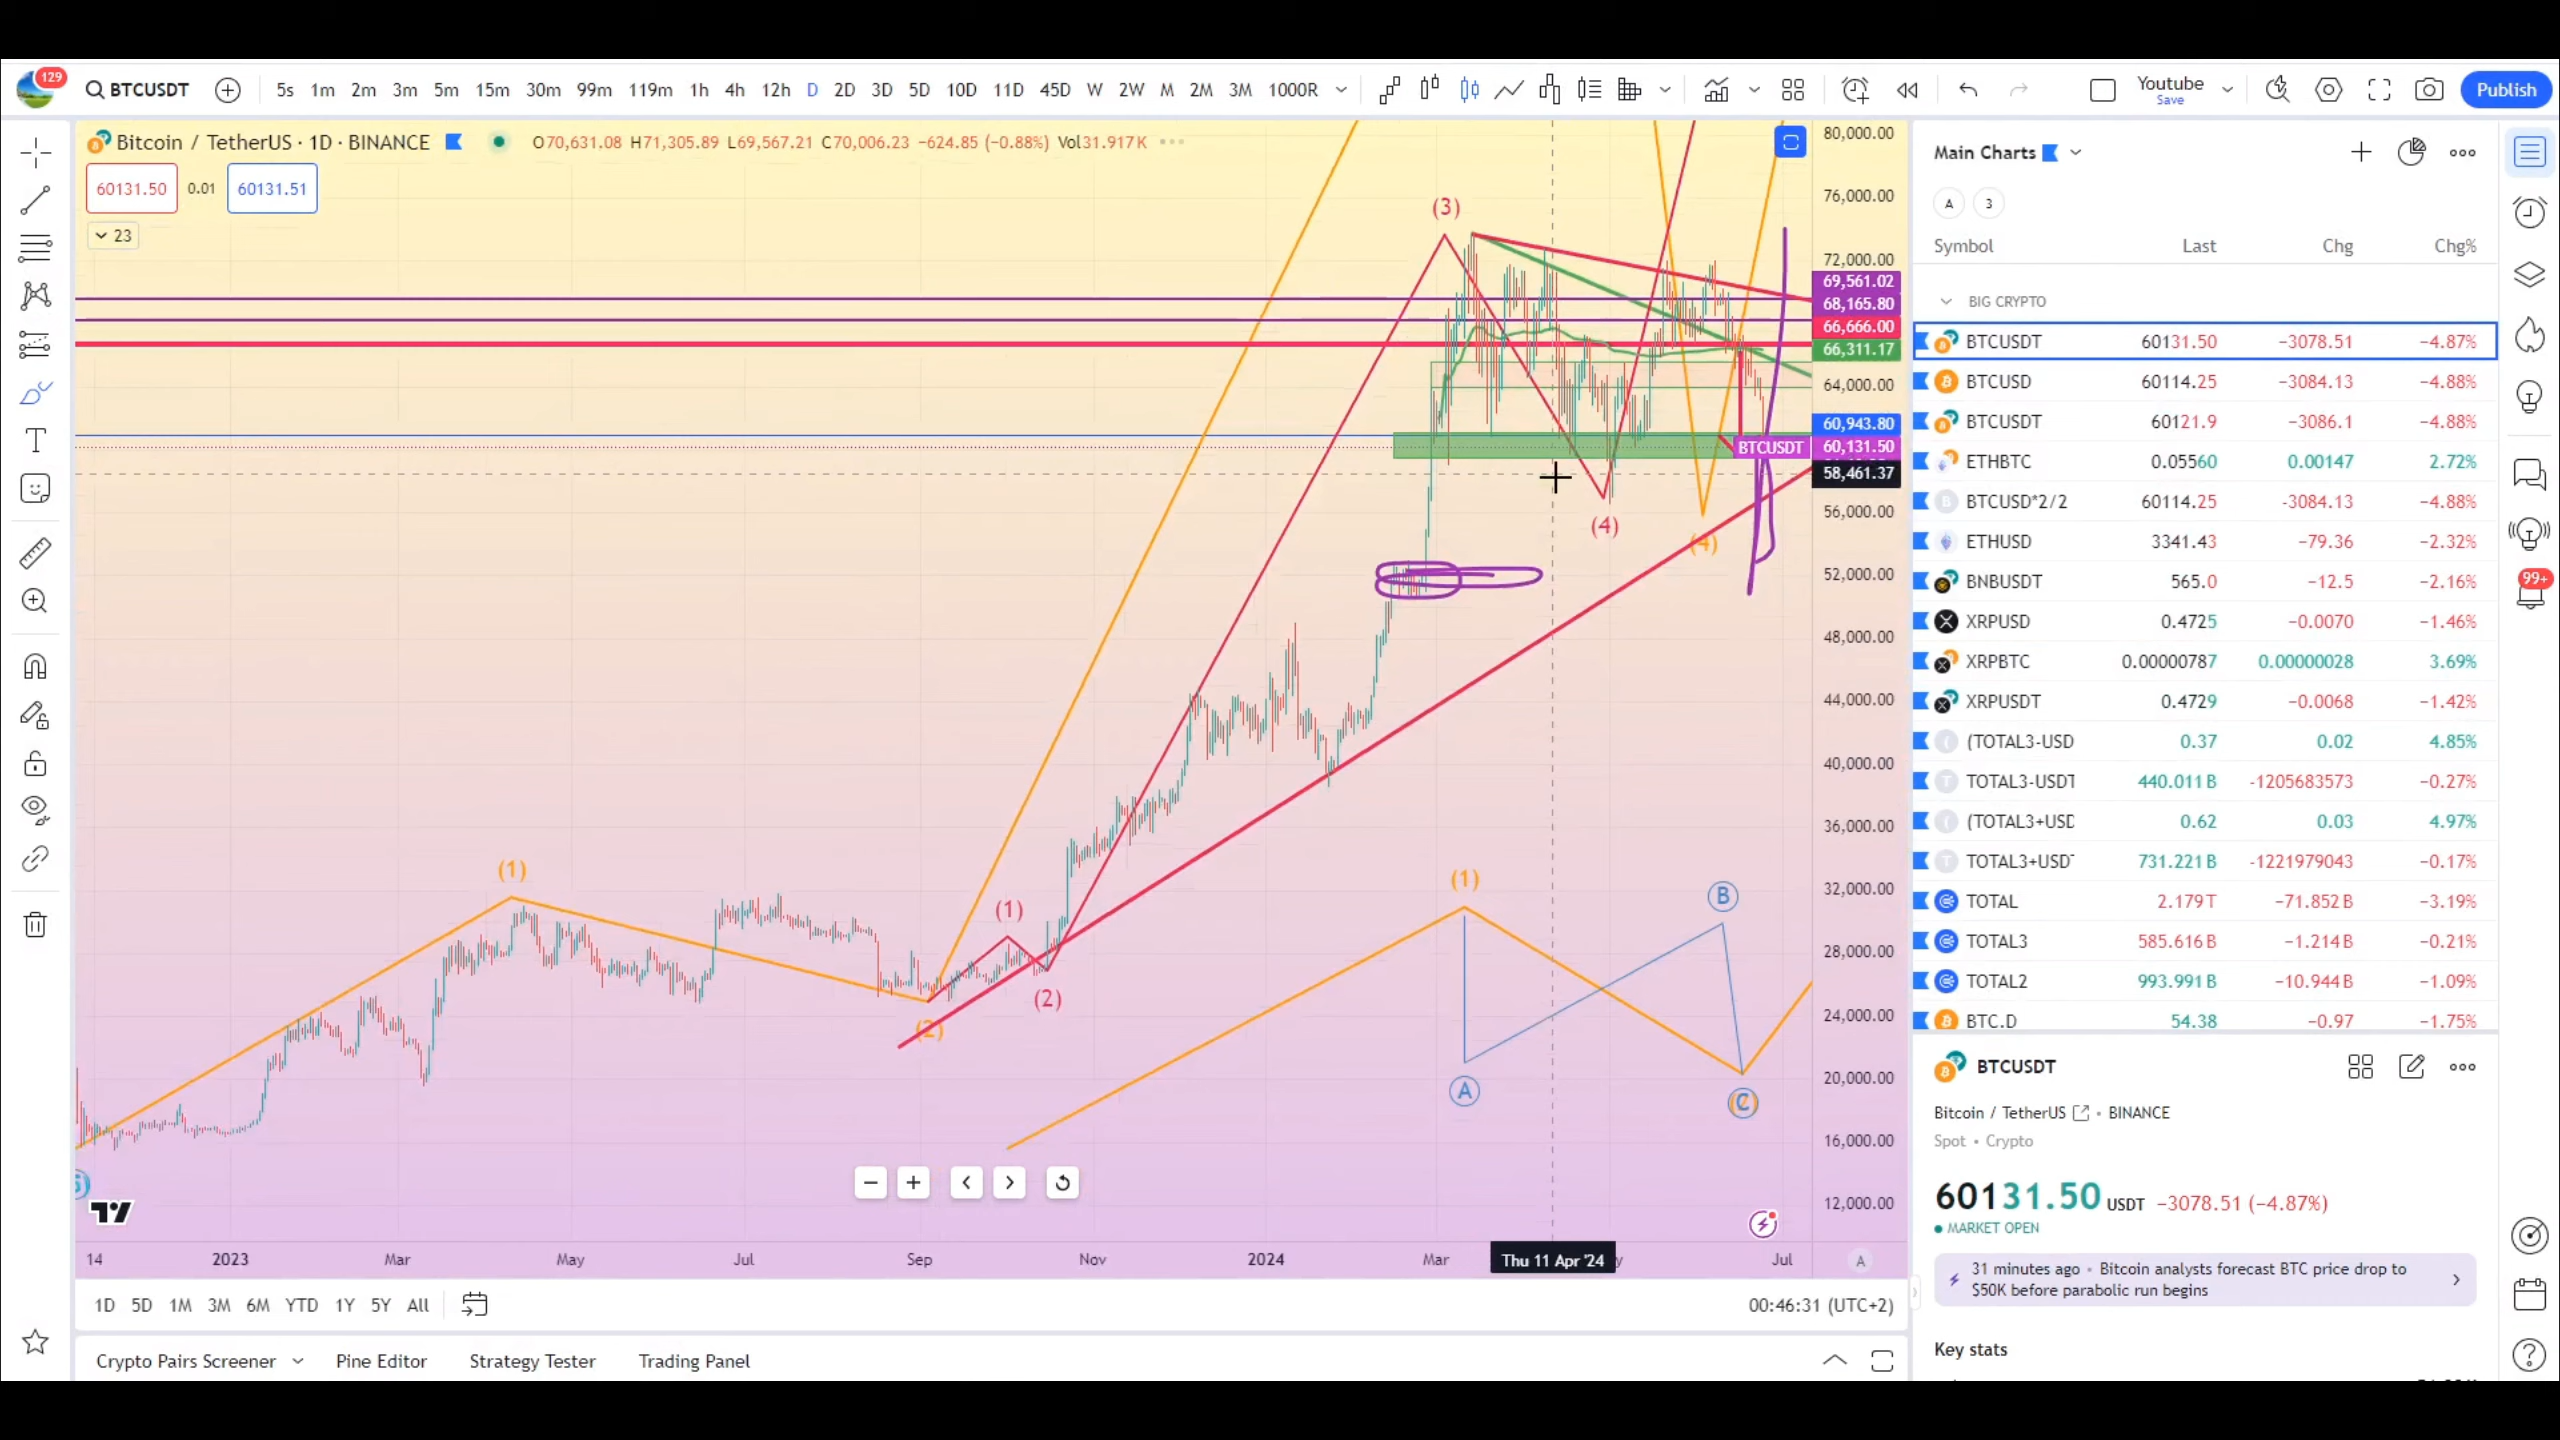 129
BTCUSDT
5s 1m 2m 3m 5m 15m 30m 99m 119m 1h 4h 12h D 2D 3D 5D 10D 11D 45D W 2W M 2M 3M 1000R
Youtube
Save
Publish
Bitcoin / TetherUS · 1D · BINANCE
O70,631.08 H71,305.89 L69,567.21 C70,006.23 −624.85 (−0.88%) Vol31.917K
60131.50 0.01 60131.51
23
80,000.00
76,000.00
72,000.00
69,561.02
68,165.80
66,666.00
66,311.17
64,000.00
60,943.80
BTCUSDT 60,131.50
58,461.37
56,000.00
52,000.00
48,000.00
44,000.00
40,000.00
36,000.00
32,000.00
28,000.00
24,000.00
20,000.00
16,000.00
12,000.00
(3)
(4)
(4)
(1)
(1)
(1)
(2)
(2)
A
B
C
14 2023 Mar May Jul Sep Nov 2024 Mar Thu 11 Apr '24 Jul A
1D 5D 1M 3M 6M YTD 1Y 5Y All
00:46:31 (UTC+2)
Crypto Pairs Screener Pine Editor Strategy Tester Trading Panel
Main Charts
A 3
Symbol Last Chg Chg%
BIG CRYPTO
BTCUSDT 60131.50 −3078.51 −4.87%
BTCUSD 60114.25 −3084.13 −4.88%
BTCUSDT 60121.9 −3086.1 −4.88%
ETHBTC 0.05560 0.00147 2.72%
BTCUSD*2/2 60114.25 -3084.13 −4.88%
ETHUSD 3341.43 −79.36 −2.32%
BNBUSDT 565.0 −12.5 −2.16%
XRPUSD 0.4725 −0.0070 −1.46%
XRPBTC 0.00000787 0.00000028 3.69%
XRPUSDT 0.4729 −0.0068 −1.42%
(TOTAL3-USD 0.37 0.02 4.85%
TOTAL3-USDT 440.011B -1205683573 −0.27%
(TOTAL3+USD 0.62 0.03 4.97%
TOTAL3+USDT 731.221B -1221979043 −0.17%
TOTAL 2.179T −71.852B −3.19%
TOTAL3 585.616B −1.214B −0.21%
TOTAL2 993.991B −10.944B −1.09%
BTC.D 54.38 −0.97 −1.75%
BTCUSDT
Bitcoin / TetherUS • BINANCE
Spot • Crypto
60131.50 USDT −3078.51 (−4.87%)
MARKET OPEN
31 minutes ago • Bitcoin analysts forecast BTC price drop to
$50K before parabolic run begins
Key stats
99+